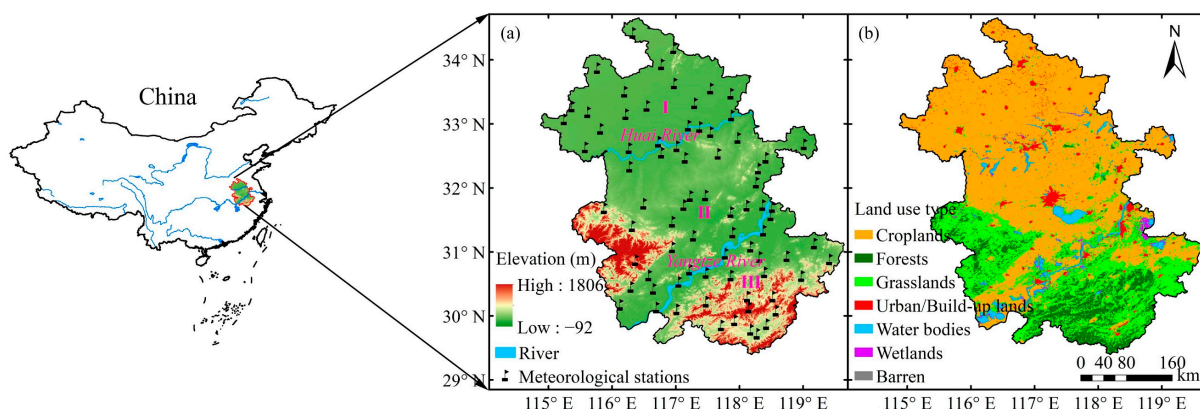 China
(a)
34° N
33° N
32° N
31° N
30° N
29° N
I
Huai River
II
Yangtze River
III
Elevation (m)
High : 1806
Low : −92
River
Meteorological stations
115° E 116° E 117° E 118° E 119° E
(b)
N
Land use type
Croplands
Forests
Grasslands
Urban/Build-up lands
Water bodies
Wetlands
Barren
0 40 80 160
km
115° E 116° E 117° E 118° E 119° E